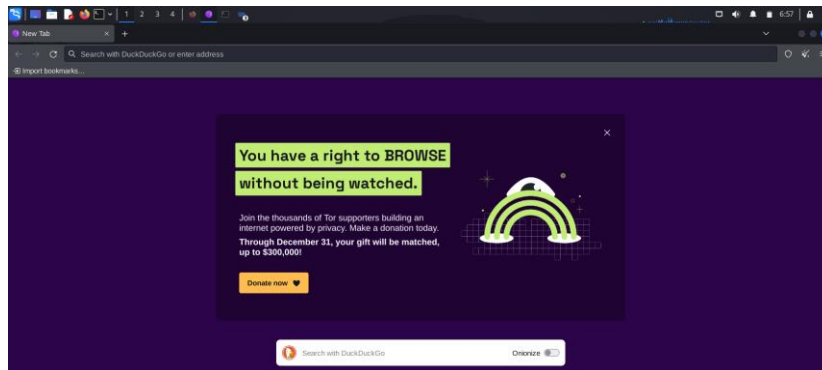 1 2 3 4
6:57
New Tab
Search with DuckDuckGo or enter address
Import bookmarks...
You have a right to BROWSE
without being watched.
Join the thousands of Tor supporters building an
internet powered by privacy. Make a donation today.
Through December 31, your gift will be matched,
up to $300,000!
Donate now
Search with DuckDuckGo
Onionize